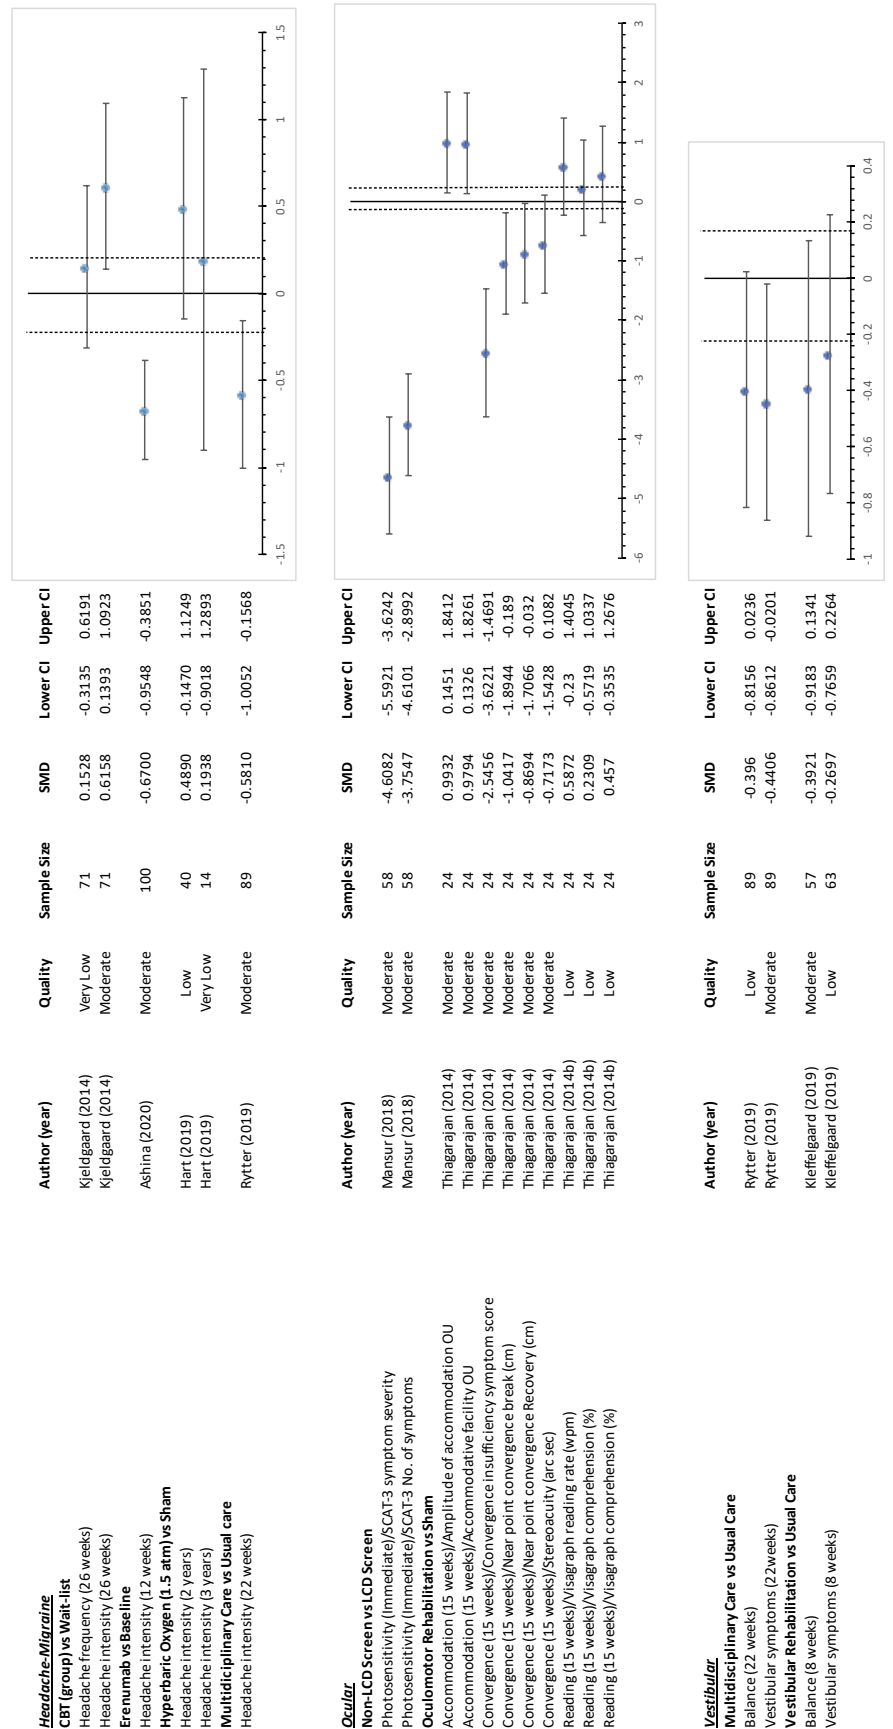 Headache-Migraine Author (year) Quality Sample Size SMD Lower CI Upper CI
CBT (group) vs Wait-list
Headache frequency (26 weeks) Kjeldgaard (2014) Very Low 71 0.1528 -0.3135 0.6191
Headache intensity (26 weeks) Kjeldgaard (2014) Moderate 71 0.6158 0.1393 1.0923
Erenumab vs Baseline
Headache intensity (12 weeks) Ashina (2020) Moderate 100 -0.6700 -0.9548 -0.3851
Hyperbaric Oxygen (1.5 atm) vs Sham
Headache intensity (2 years) Hart (2019) Low 40 0.4890 -0.1470 1.1249
Headache intensity (3 years) Hart (2019) Very Low 14 0.1938 -0.9018 1.2893
Multidiciplinary Care vs Usual care
Headache intensity (22 weeks) Rytter (2019) Moderate 89 -0.5810 -1.0052 -0.1568
-1.5 -1 -0.5 0 0.5 1 1.5
Ocular Author (year) Quality Sample Size SMD Lower CI Upper CI
Non-LCD Screen vs LCD Screen
Photosensitivity (Immediate)/SCAT-3 symptom severity Mansur (2018) Moderate 58 -4.6082 -5.5921 -3.6242
Photosensitivity (Immediate)/SCAT-3 No. of symptoms Mansur (2018) Moderate 58 -3.7547 -4.6101 -2.8992
Oculomotor Rehabilitation vs Sham
Accommodation (15 weeks)/Amplitude of accommodation OU Thiagarajan (2014) Moderate 24 0.9932 0.1451 1.8412
Accommodation (15 weeks)/Accommodative facility OU Thiagarajan (2014) Moderate 24 0.9794 0.1326 1.8261
Convergence (15 weeks)/Convergence insufficiency symptom score Thiagarajan (2014) Moderate 24 -2.5456 -3.6221 -1.4691
Convergence (15 weeks)/Near point convergence break (cm) Thiagarajan (2014) Moderate 24 -1.0417 -1.8944 -0.189
Convergence (15 weeks)/Near point convergence Recovery (cm) Thiagarajan (2014) Moderate 24 -0.8694 -1.7066 -0.032
Convergence (15 weeks)/Stereoacuity (arc sec) Thiagarajan (2014) Moderate 24 -0.7173 -1.5428 0.1082
Reading (15 weeks)/Visagraph reading rate (wpm) Thiagarajan (2014b) Low 24 0.5872 -0.23 1.4045
Reading (15 weeks)/Visagraph comprehension (%) Thiagarajan (2014b) Low 24 0.2309 -0.5719 1.0337
Reading (15 weeks)/Visagraph comprehension (%) Thiagarajan (2014b) Low 24 0.457 -0.3535 1.2676
-6 -5 -4 -3 -2 -1 0 1 2 3
Vestibular Author (year) Quality Sample Size SMD Lower CI Upper CI
Multidisciplinary Care vs Usual Care
Balance (22 weeks) Rytter (2019) Low 89 -0.396 -0.8156 0.0236
Vestibular symptoms (22weeks) Rytter (2019) Moderate 89 -0.4406 -0.8612 -0.0201
Vestibular Rehabilitation vs Usual Care
Balance (8 weeks) Kleffelgaard (2019) Moderate 57 -0.3921 -0.9183 0.1341
Vestibular symptoms (8 weeks) Kleffelgaard (2019) Low 63 -0.2697 -0.7659 0.2264
-1 -0.8 -0.6 -0.4 -0.2 0 0.2 0.4